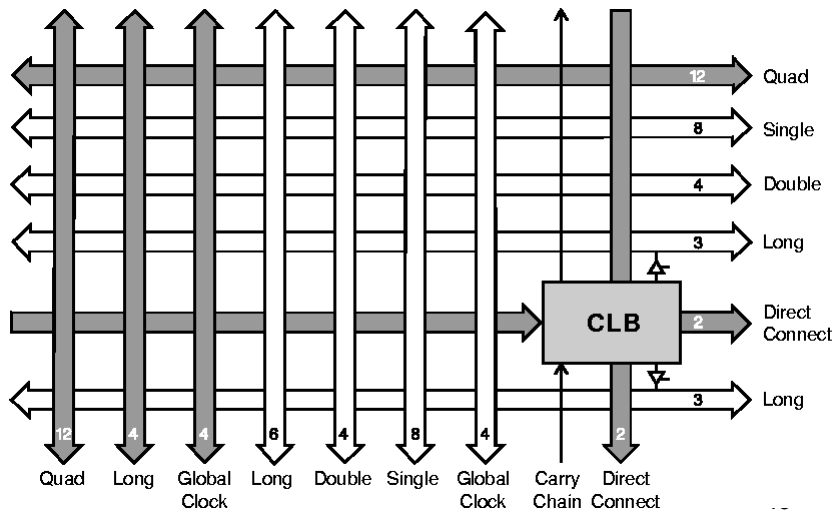 12 Quad
8 Single
4 Double
3 Long
CLB
2 Direct
Connect
3 Long
12 4 4 6 4 8 4 2
Quad Long Global Long Double Single Global Carry Direct
Clock Clock Chain Connect